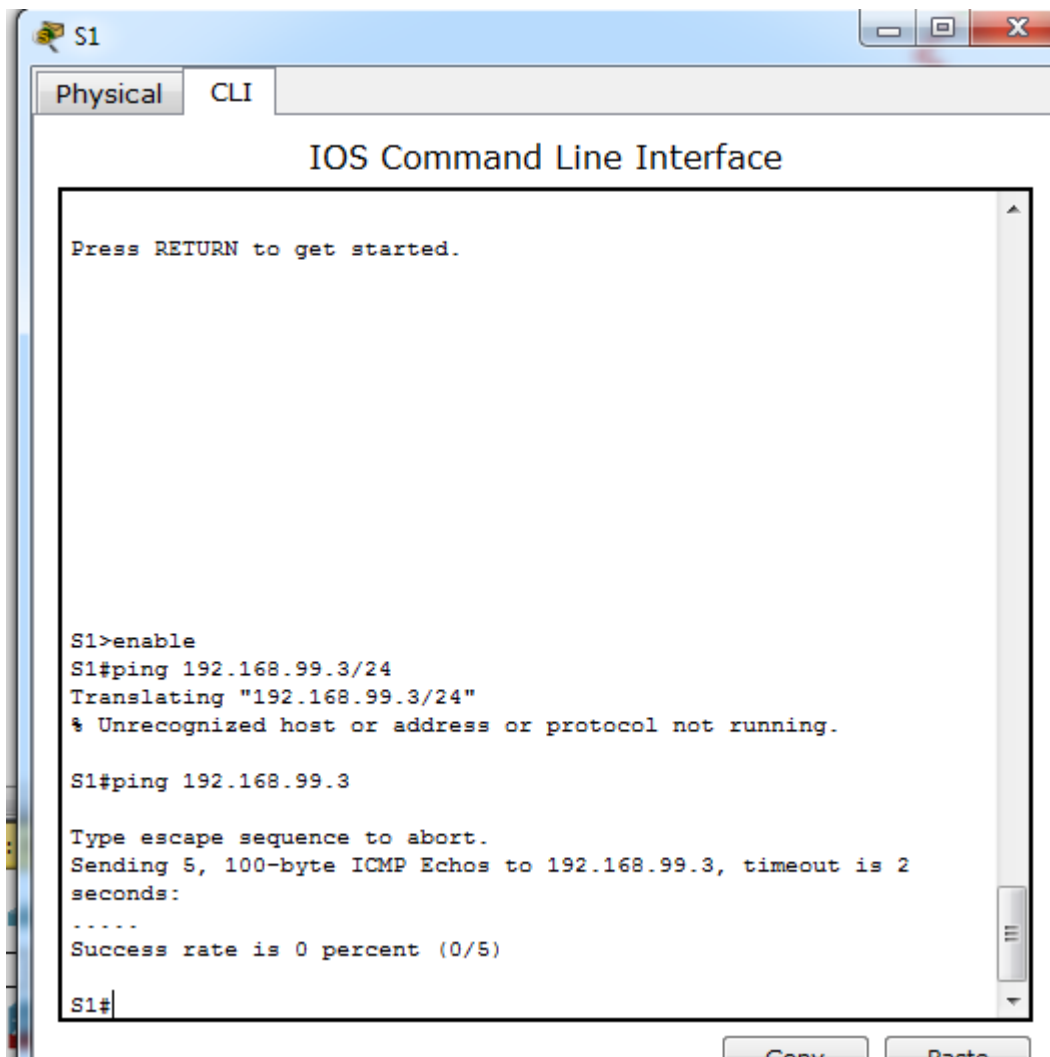 S1
Physical CLI
IOS Command Line Interface
Press RETURN to get started.
S1>enable
S1#ping 192.168.99.3/24
Translating "192.168.99.3/24"
% Unrecognized host or address or protocol not running.
S1#ping 192.168.99.3
Type escape sequence to abort.
Sending 5, 100-byte ICMP Echos to 192.168.99.3, timeout is 2
seconds:
.....
Success rate is 0 percent (0/5)
S1#
Copy Paste